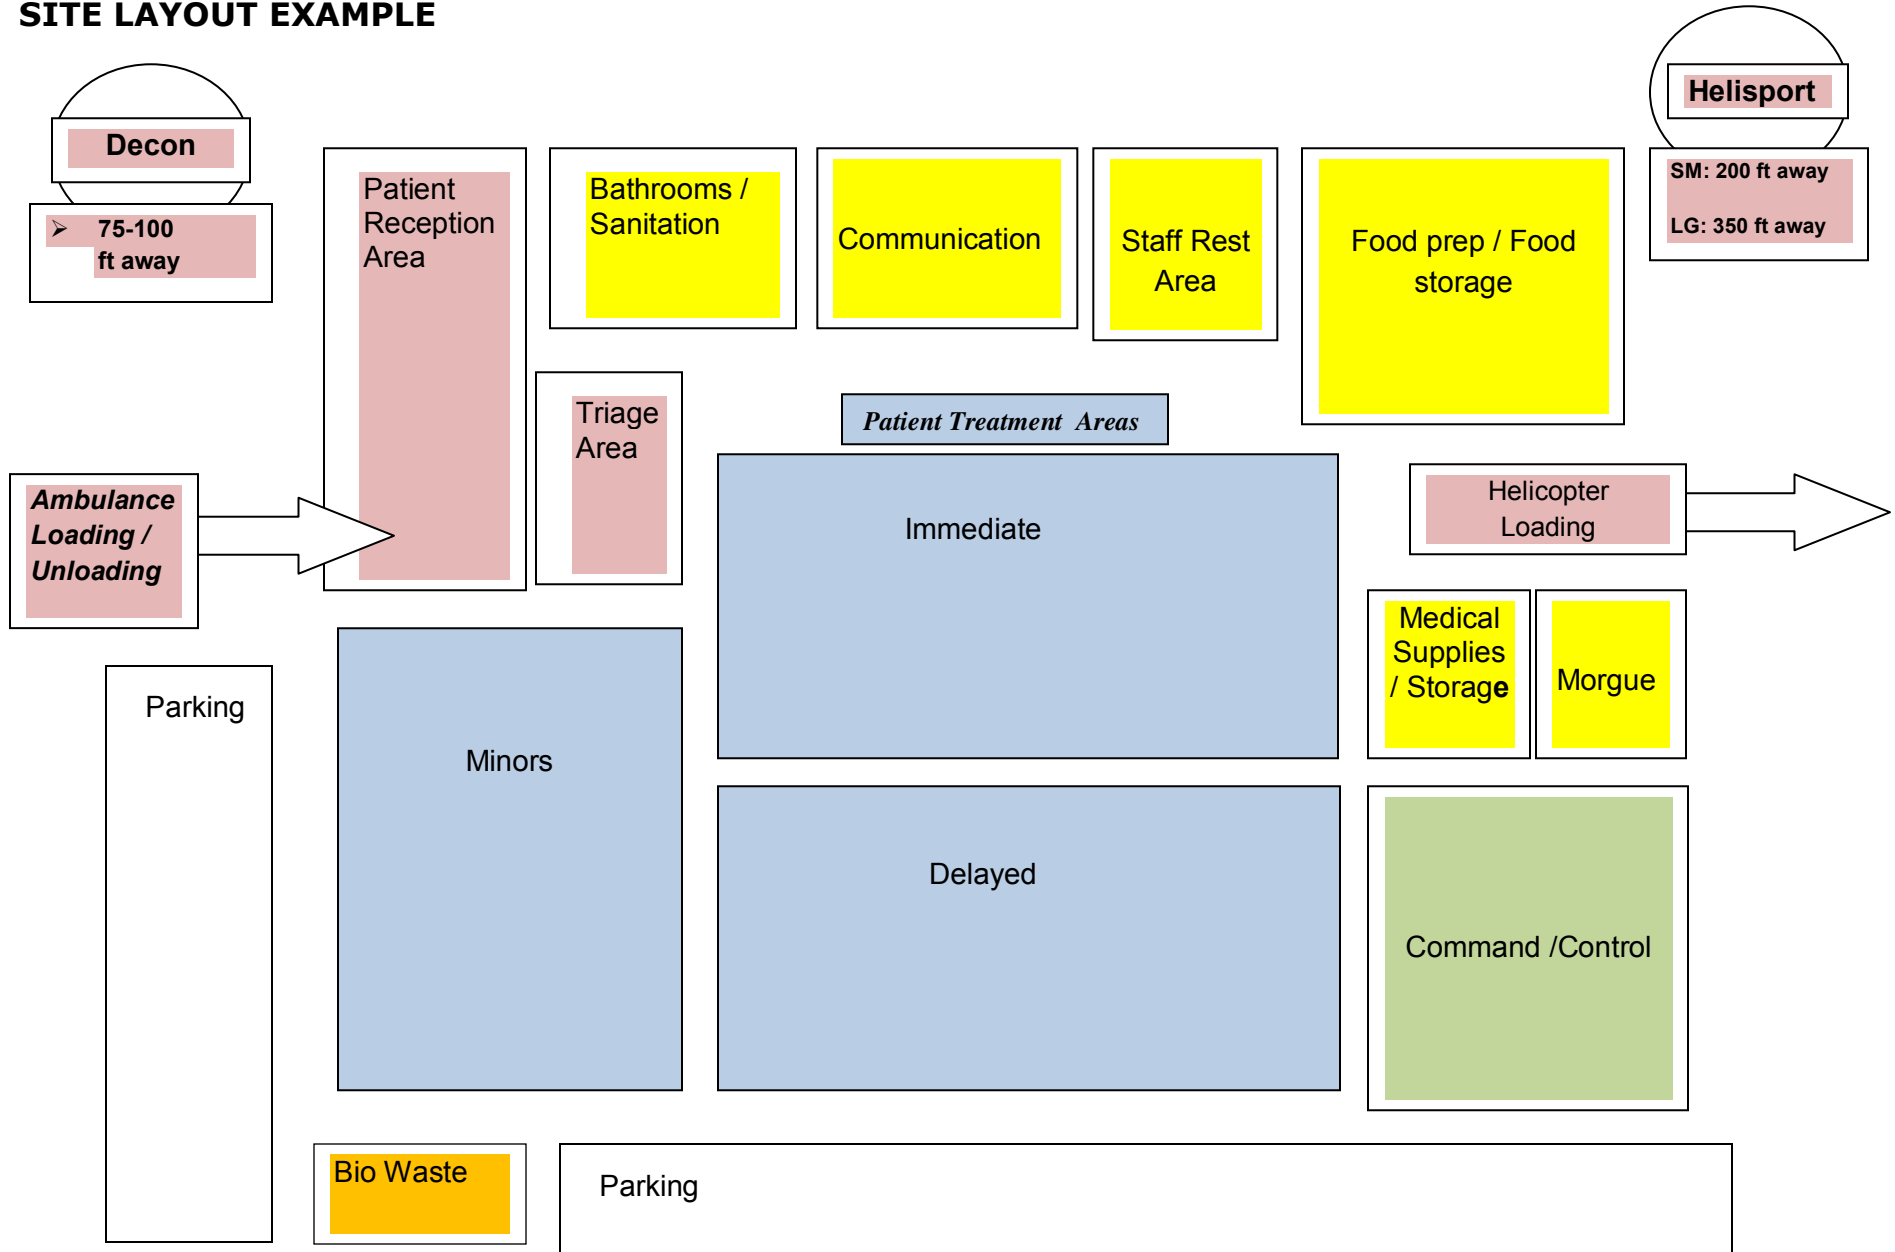 SITE LAYOUT EXAMPLE
Decon
➢ 75-100
ft away
Patient
Reception
Area
Bathrooms /
Sanitation
Communication
Staff Rest
Area
Food prep / Food
storage
Helisport
SM: 200 ft away
LG: 350 ft away
Triage
Area
Patient Treatment Areas
Ambulance
Loading /
Unloading
Immediate
Helicopter
Loading
Medical
Supplies
/ Storage
Morgue
Parking
Minors
Delayed
Command /Control
Bio Waste
Parking